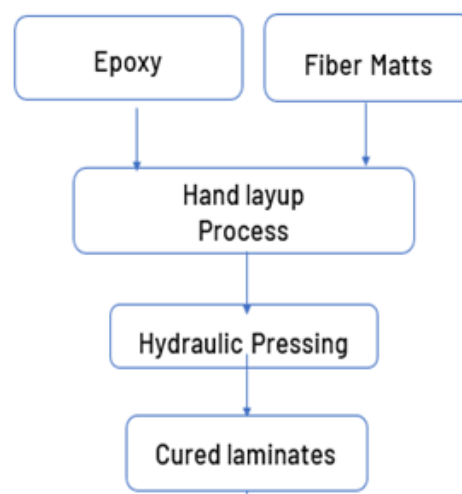 Epoxy
Fiber Matts
Hand layup
Process
Hydraulic Pressing
Cured laminates